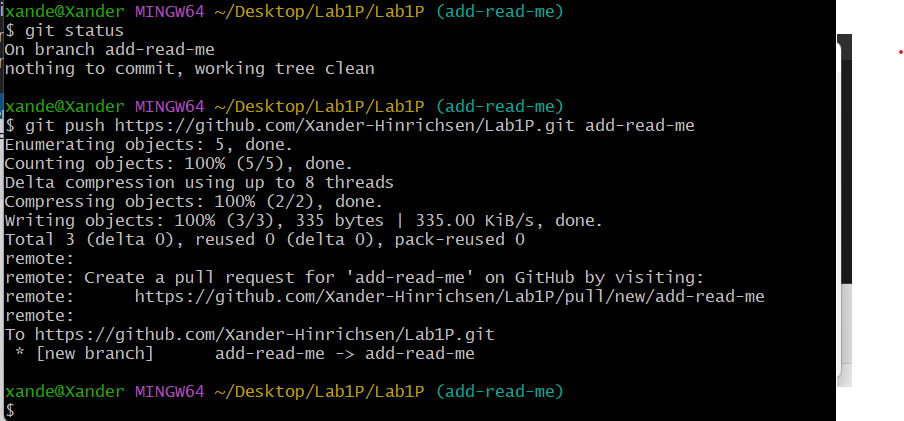 xande@Xander MINGW64 ~/Desktop/Lab1P/Lab1P (add-read-me)
$ git status
On branch add-read-me
nothing to commit, working tree clean
xande@Xander MINGW64 ~/Desktop/Lab1P/Lab1P (add-read-me)
$ git push https://github.com/Xander-Hinrichsen/Lab1P.git add-read-me
Enumerating objects: 5, done.
Counting objects: 100% (5/5), done.
Delta compression using up to 8 threads
Compressing objects: 100% (2/2), done.
Writing objects: 100% (3/3), 335 bytes | 335.00 KiB/s, done.
Total 3 (delta 0), reused 0 (delta 0), pack-reused 0
remote:
remote: Create a pull request for 'add-read-me' on GitHub by visiting:
remote:      https://github.com/Xander-Hinrichsen/Lab1P/pull/new/add-read-me
remote:
To https://github.com/Xander-Hinrichsen/Lab1P.git
 * [new branch]      add-read-me -> add-read-me
xande@Xander MINGW64 ~/Desktop/Lab1P/Lab1P (add-read-me)
$